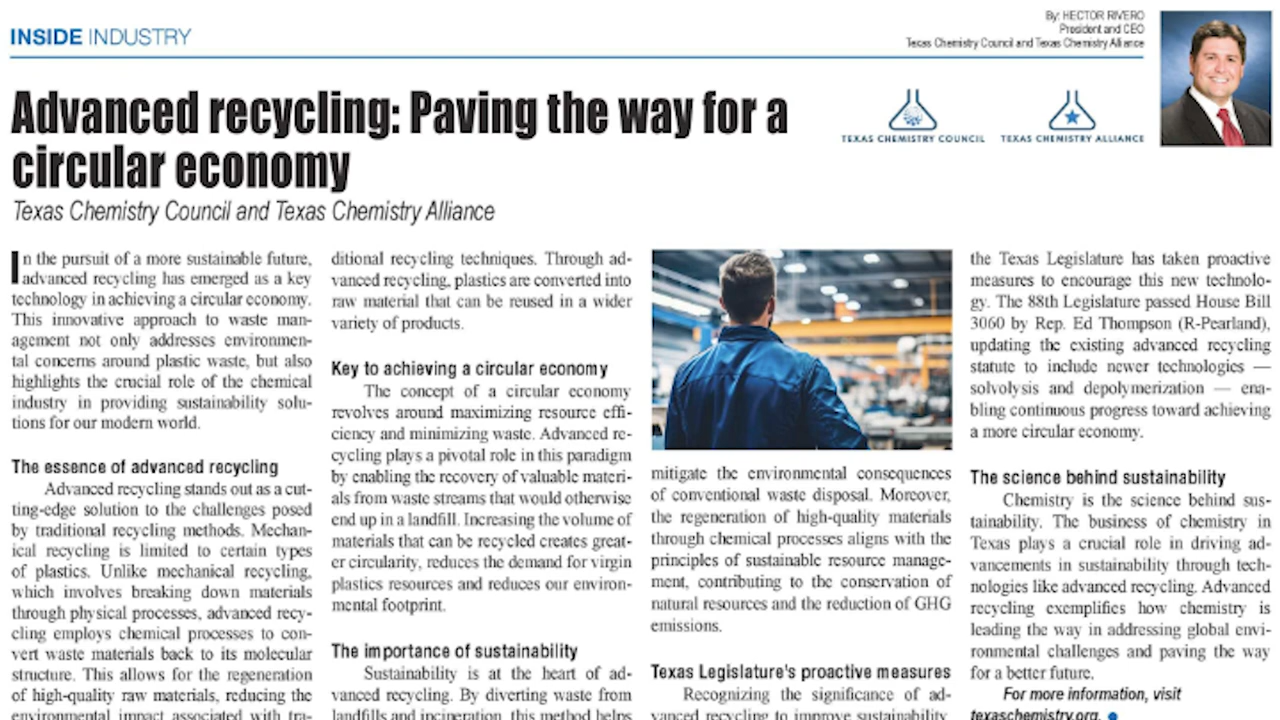 INSIDE INDUSTRY
By: HECTOR RIVERO
President and CEO
Texas Chemistry Council and Texas Chemistry Alliance
Advanced recycling: Paving the way for a
circular economy
TEXAS CHEMISTRY COUNCIL
TEXAS CHEMISTRY ALLIANCE
Texas Chemistry Council and Texas Chemistry Alliance
In the pursuit of a more sustainable future,
advanced recycling has emerged as a key
technology in achieving a circular economy.
This innovative approach to waste man-
agement not only addresses environmen-
tal concerns around plastic waste, but also
highlights the crucial role of the chemical
industry in providing sustainability solu-
tions for our modern world.
The essence of advanced recycling
Advanced recycling stands out as a cut-
ting-edge solution to the challenges posed
by traditional recycling methods. Mechan-
ical recycling is limited to certain types
of plastics. Unlike mechanical recycling,
which involves breaking down materials
through physical processes, advanced recy-
cling employs chemical processes to con-
vert waste materials back to its molecular
structure. This allows for the regeneration
of high-quality raw materials, reducing the
environmental impact associated with tra-
ditional recycling techniques. Through ad-
vanced recycling, plastics are converted into
raw material that can be reused in a wider
variety of products.
Key to achieving a circular economy
The concept of a circular economy
revolves around maximizing resource effi-
ciency and minimizing waste. Advanced re-
cycling plays a pivotal role in this paradigm
by enabling the recovery of valuable materi-
als from waste streams that would otherwise
end up in a landfill. Increasing the volume of
materials that can be recycled creates great-
er circularity, reduces the demand for virgin
plastics resources and reduces our environ-
mental footprint.
The importance of sustainability
Sustainability is at the heart of ad-
vanced recycling. By diverting waste from
landfills and incineration, this method helps
mitigate the environmental consequences
of conventional waste disposal. Moreover,
the regeneration of high-quality materials
through chemical processes aligns with the
principles of sustainable resource manage-
ment, contributing to the conservation of
natural resources and the reduction of GHG
emissions.
Texas Legislature's proactive measures
Recognizing the significance of ad-
vanced recycling to improve sustainability,
the Texas Legislature has taken proactive
measures to encourage this new technolo-
gy. The 88th Legislature passed House Bill
3060 by Rep. Ed Thompson (R-Pearland),
updating the existing advanced recycling
statute to include newer technologies —
solvolysis and depolymerization — ena-
bling continuous progress toward achieving
a more circular economy.
The science behind sustainability
Chemistry is the science behind sus-
tainability. The business of chemistry in
Texas plays a crucial role in driving ad-
vancements in sustainability through tech-
nologies like advanced recycling. Advanced
recycling exemplifies how chemistry is
leading the way in addressing global envi-
ronmental challenges and paving the way
for a better future.
For more information, visit
texaschemistry.org.